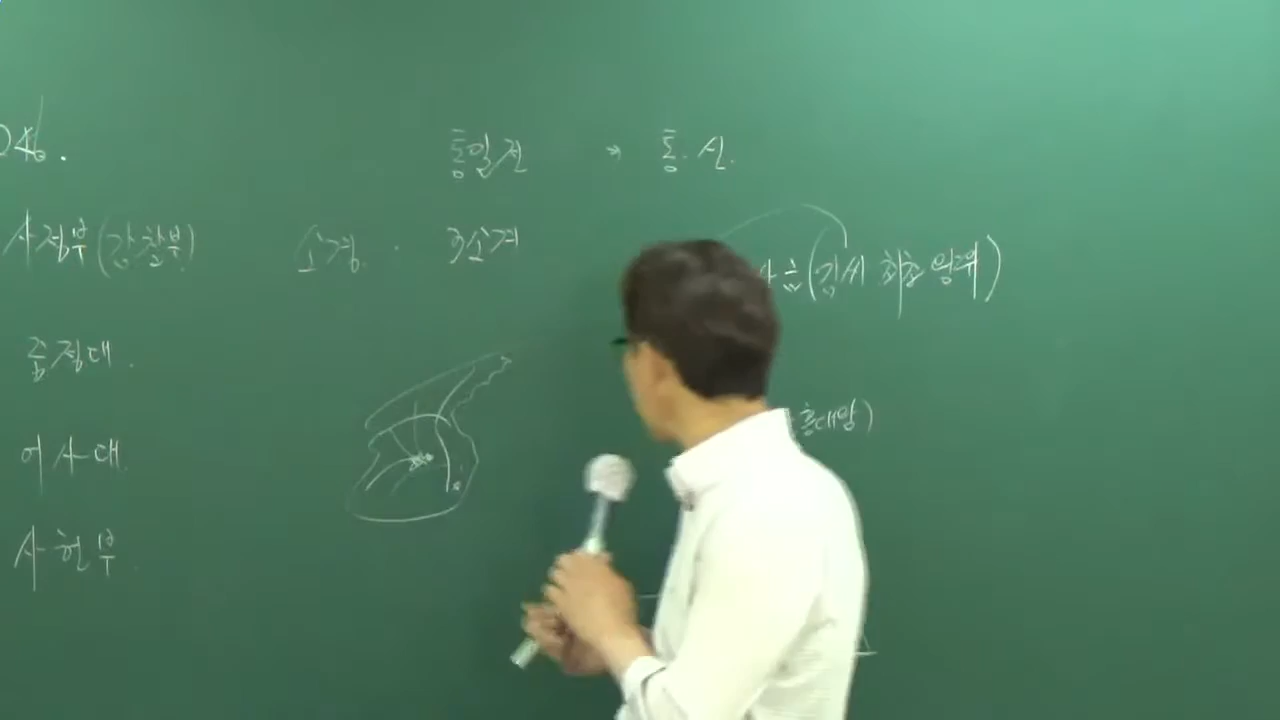 통일전 → 통.신.
사정부(감찰부) 소경. 3소경
(김씨 최초 왕위)
중정대.
흥대왕)
어사대
사헌부